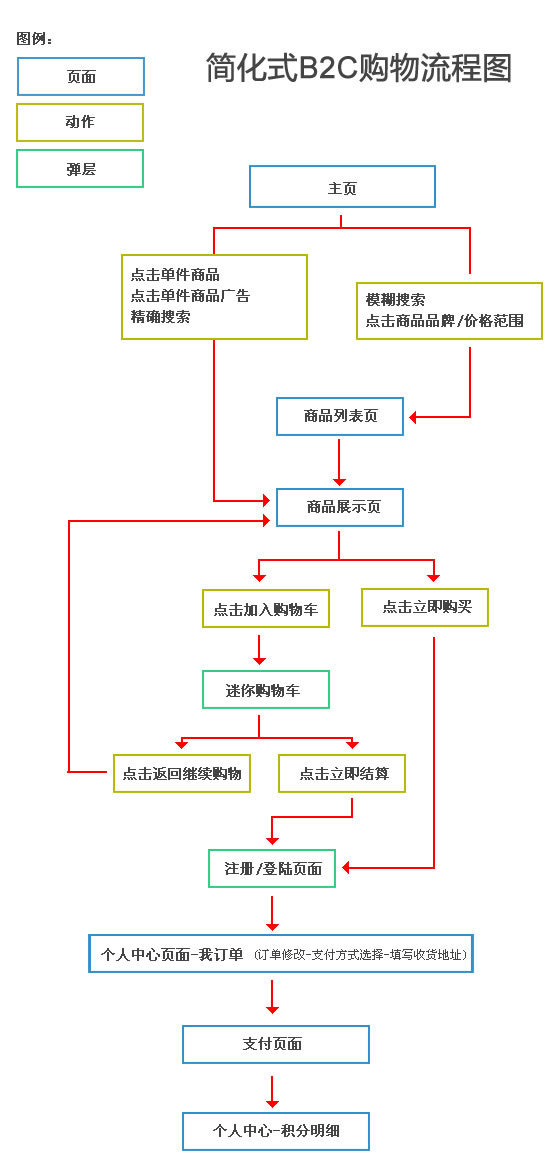 图例：
简化式B2C购物流程图
页面
动作
弹层
主页
点击单件商品
点击单件商品广告
精确搜索
模糊搜索
点击商品品牌/价格范围
商品列表页
商品展示页
点击加入购物车
点击立即购买
迷你购物车
点击返回继续购物
点击立即结算
注册/登陆页面
个人中心页面-我订单（订单修改-支付方式选择-填写收货地址）
支付页面
个人中心-积分明细